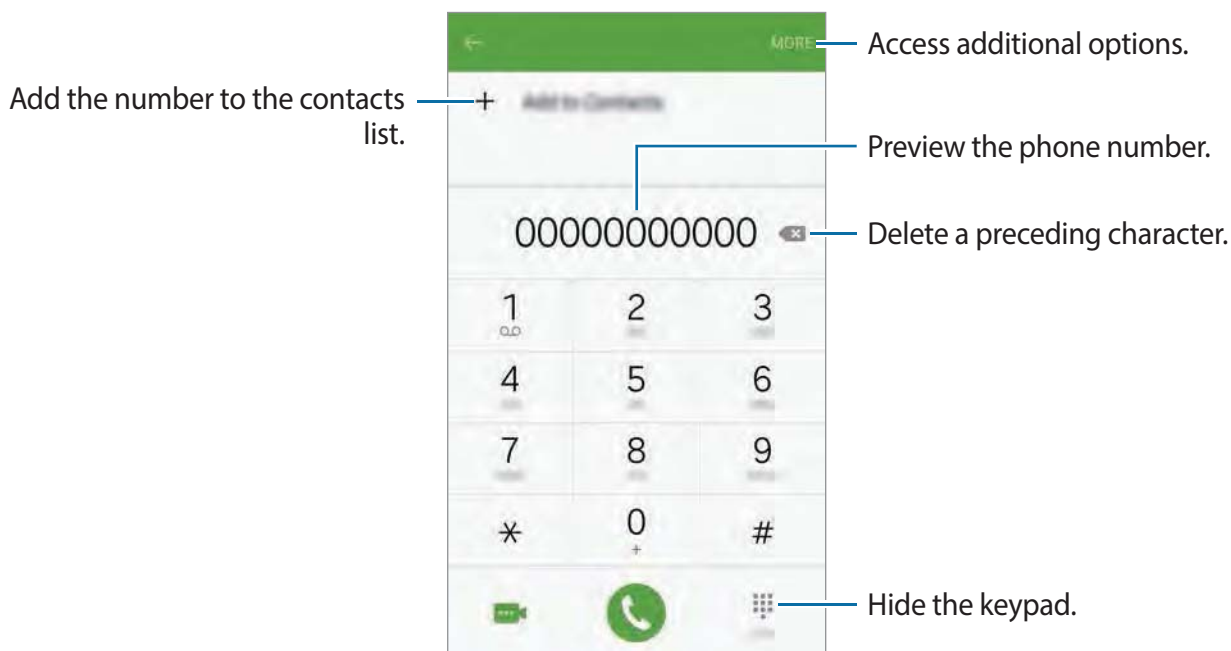 MORE
Access additional options.
Add the number to the contacts
list.
Add to Contacts
Preview the phone number.
00000000000
Delete a preceding character.
1 2 3
4 5 6
7 8 9
* 0 #
+
Hide the keypad.